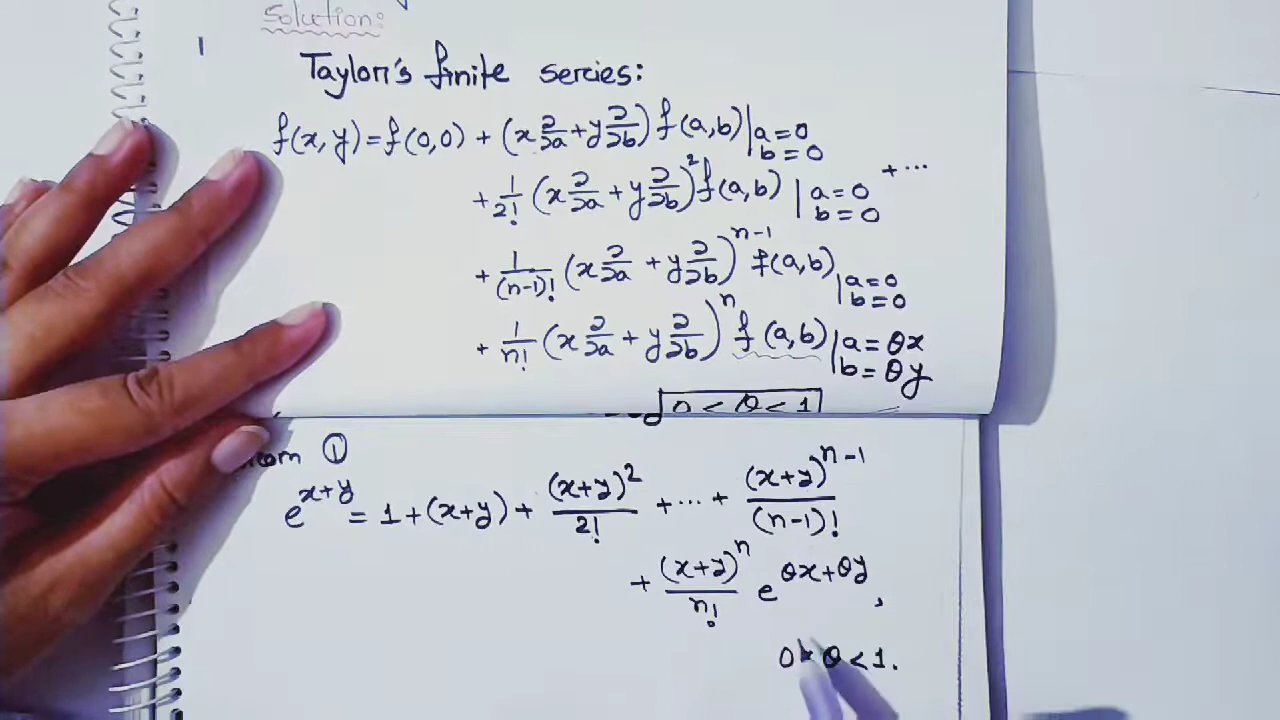 Solution:
Taylor's finite series:
f(x,y)=f(0,0) + (x ∂/∂a + y ∂/∂b) f(a,b)|a=0 b=0
+ 1/2! (x ∂/∂a + y ∂/∂b)² f(a,b) |a=0 b=0 + ...
+ 1/(n-1)! (x ∂/∂a + y ∂/∂b)^{n-1} f(a,b)|a=0 b=0
+ 1/n! (x ∂/∂a + y ∂/∂b)^n f(a,b)|a=θx b=θy
0 < θ < 1
①
e^{x+y} = 1 + (x+y) + (x+y)²/2! + ... + (x+y)^{n-1}/(n-1)!
+ (x+y)^n/n! e^{θx+θy},
0 < θ < 1.